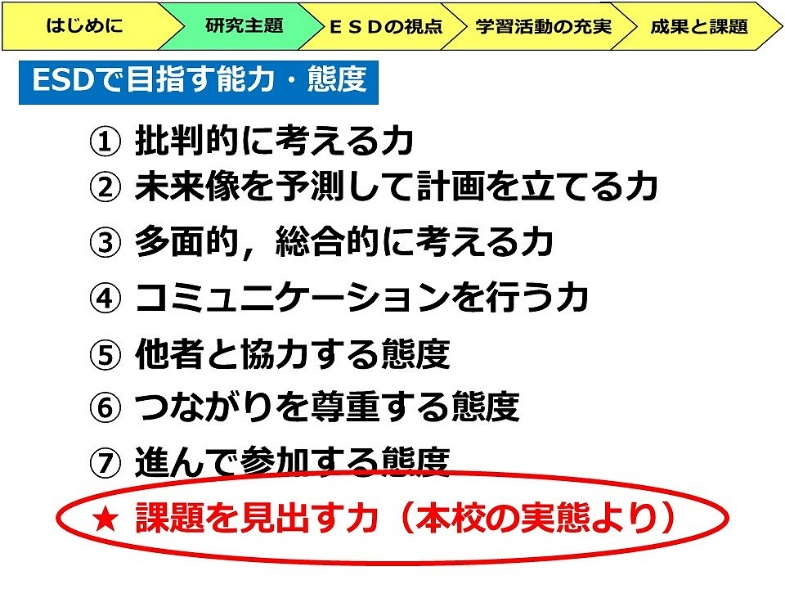 はじめに
研究主題
ESDの視点
学習活動の充実
成果と課題
ESDで目指す能力・態度
① 批判的に考える力
② 未来像を予測して計画を立てる力
③ 多面的，総合的に考える力
④ コミュニケーションを行う力
⑤ 他者と協力する態度
⑥ つながりを尊重する態度
⑦ 進んで参加する態度
★ 課題を見出す力（本校の実態より）